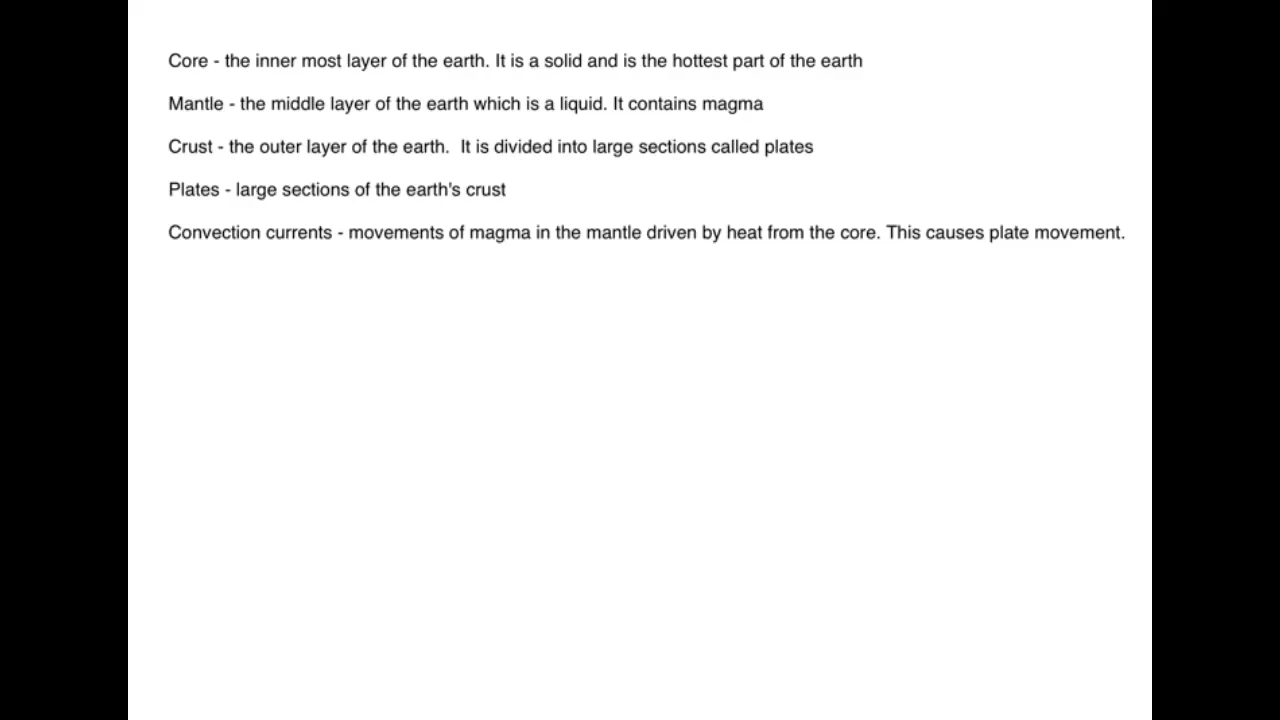 Core - the inner most layer of the earth. It is a solid and is the hottest part of the earth
Mantle - the middle layer of the earth which is a liquid. It contains magma
Crust - the outer layer of the earth.  It is divided into large sections called plates
Plates - large sections of the earth's crust
Convection currents - movements of magma in the mantle driven by heat from the core. This causes plate movement.